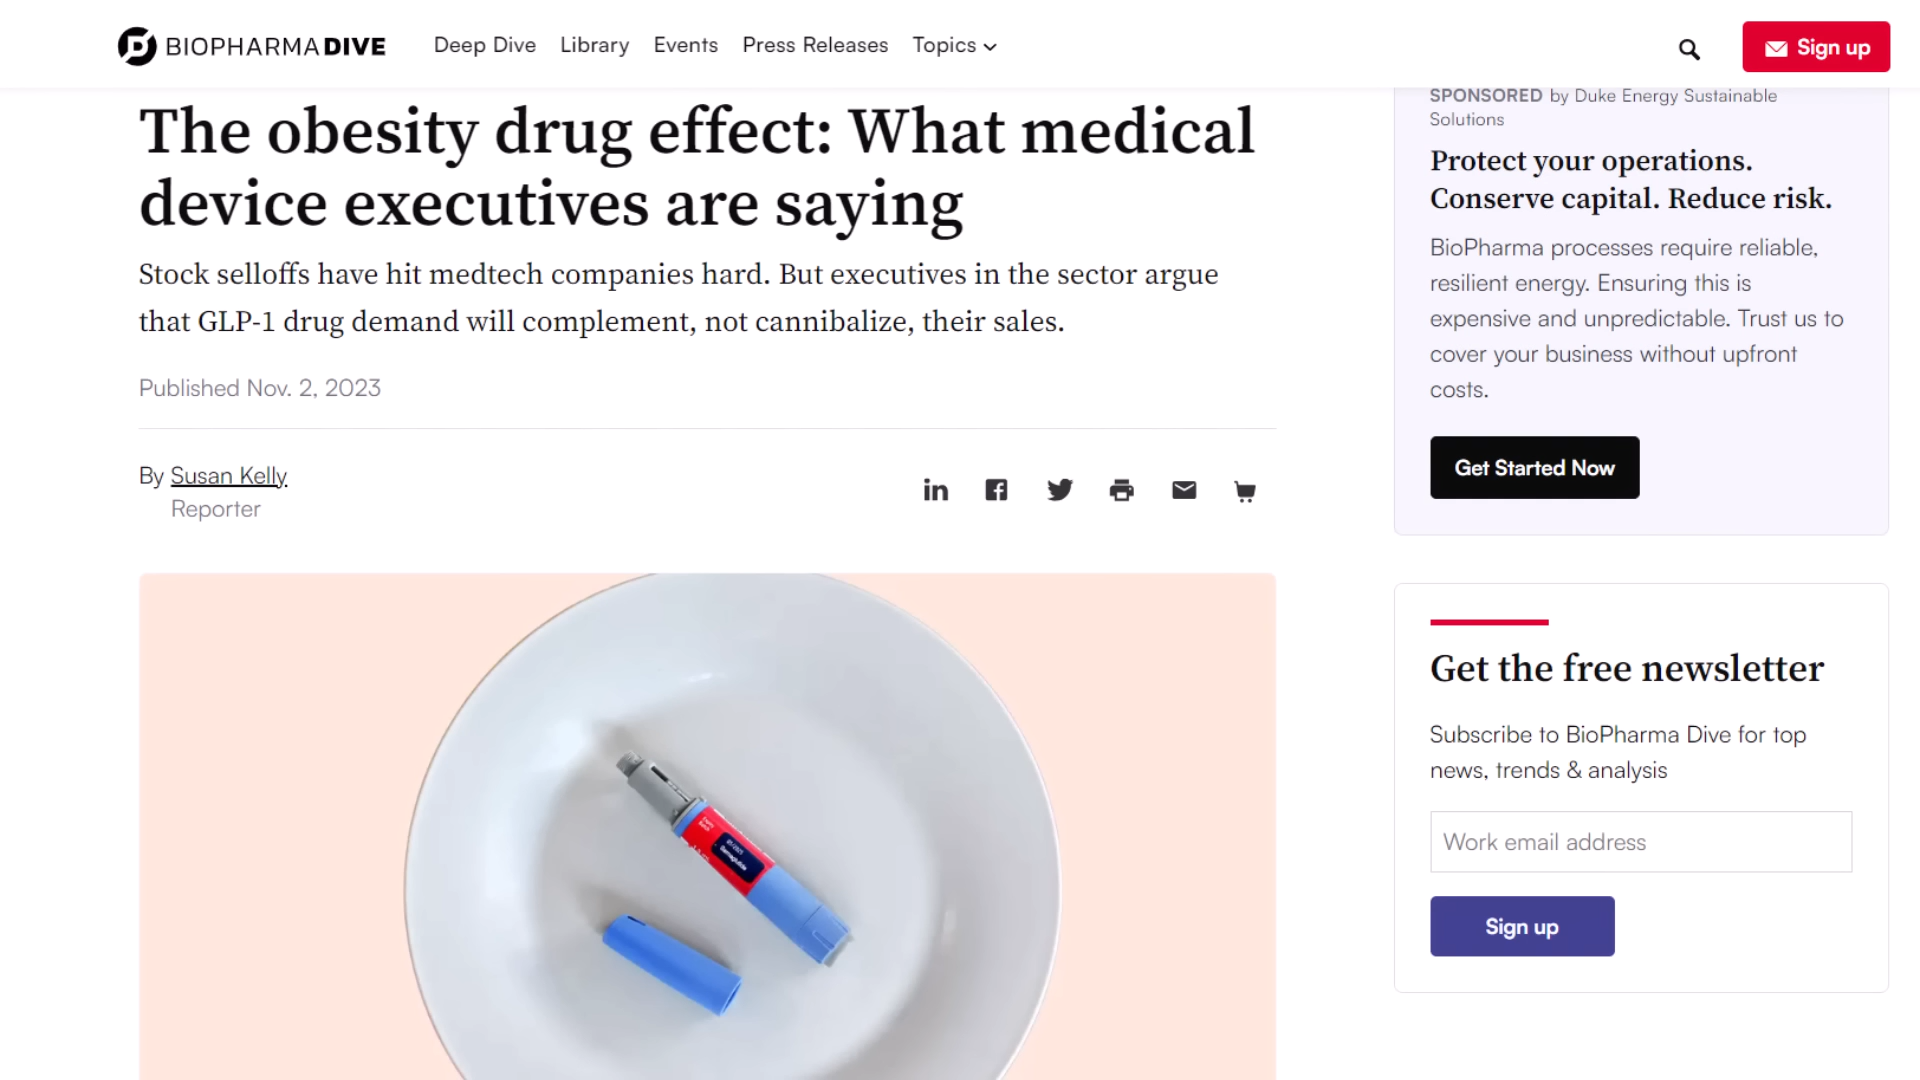 BIOPHARMADIVE
Deep Dive
Library
Events
Press Releases
Topics
Sign up
The obesity drug effect: What medical
device executives are saying
Stock selloffs have hit medtech companies hard. But executives in the sector argue
that GLP-1 drug demand will complement, not cannibalize, their sales.
Published Nov. 2, 2023
By Susan Kelly
Reporter
SPONSORED by Duke Energy Sustainable
Solutions
Protect your operations.
Conserve capital. Reduce risk.
BioPharma processes require reliable,
resilient energy. Ensuring this is
expensive and unpredictable. Trust us to
cover your business without upfront
costs.
Get Started Now
Get the free newsletter
Subscribe to BioPharma Dive for top
news, trends & analysis
Work email address
Sign up